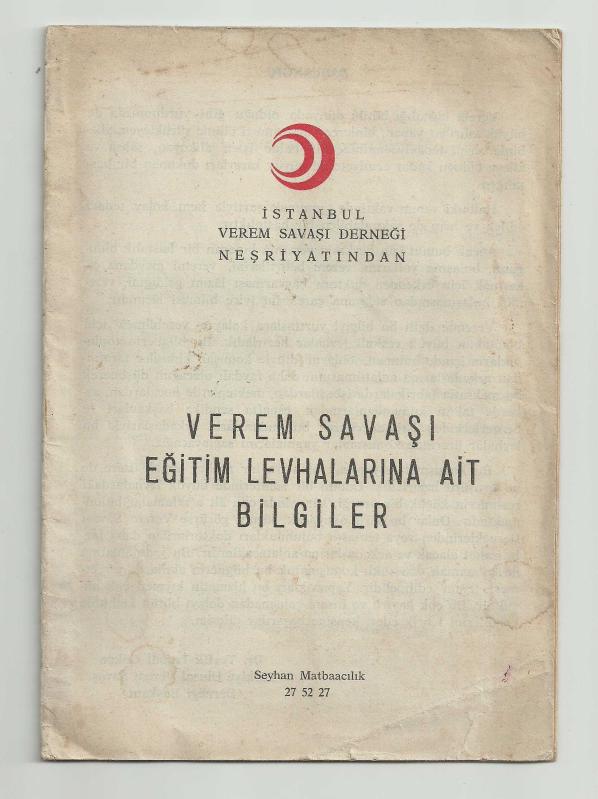 İSTANBUL
VEREM SAVAŞI DERNEĞİ
NEŞRİYATINDAN
VEREM SAVAŞI
EĞİTİM LEVHALARINA AİT
BİLGİLER
Seyhan Matbaacılık
27 52 27